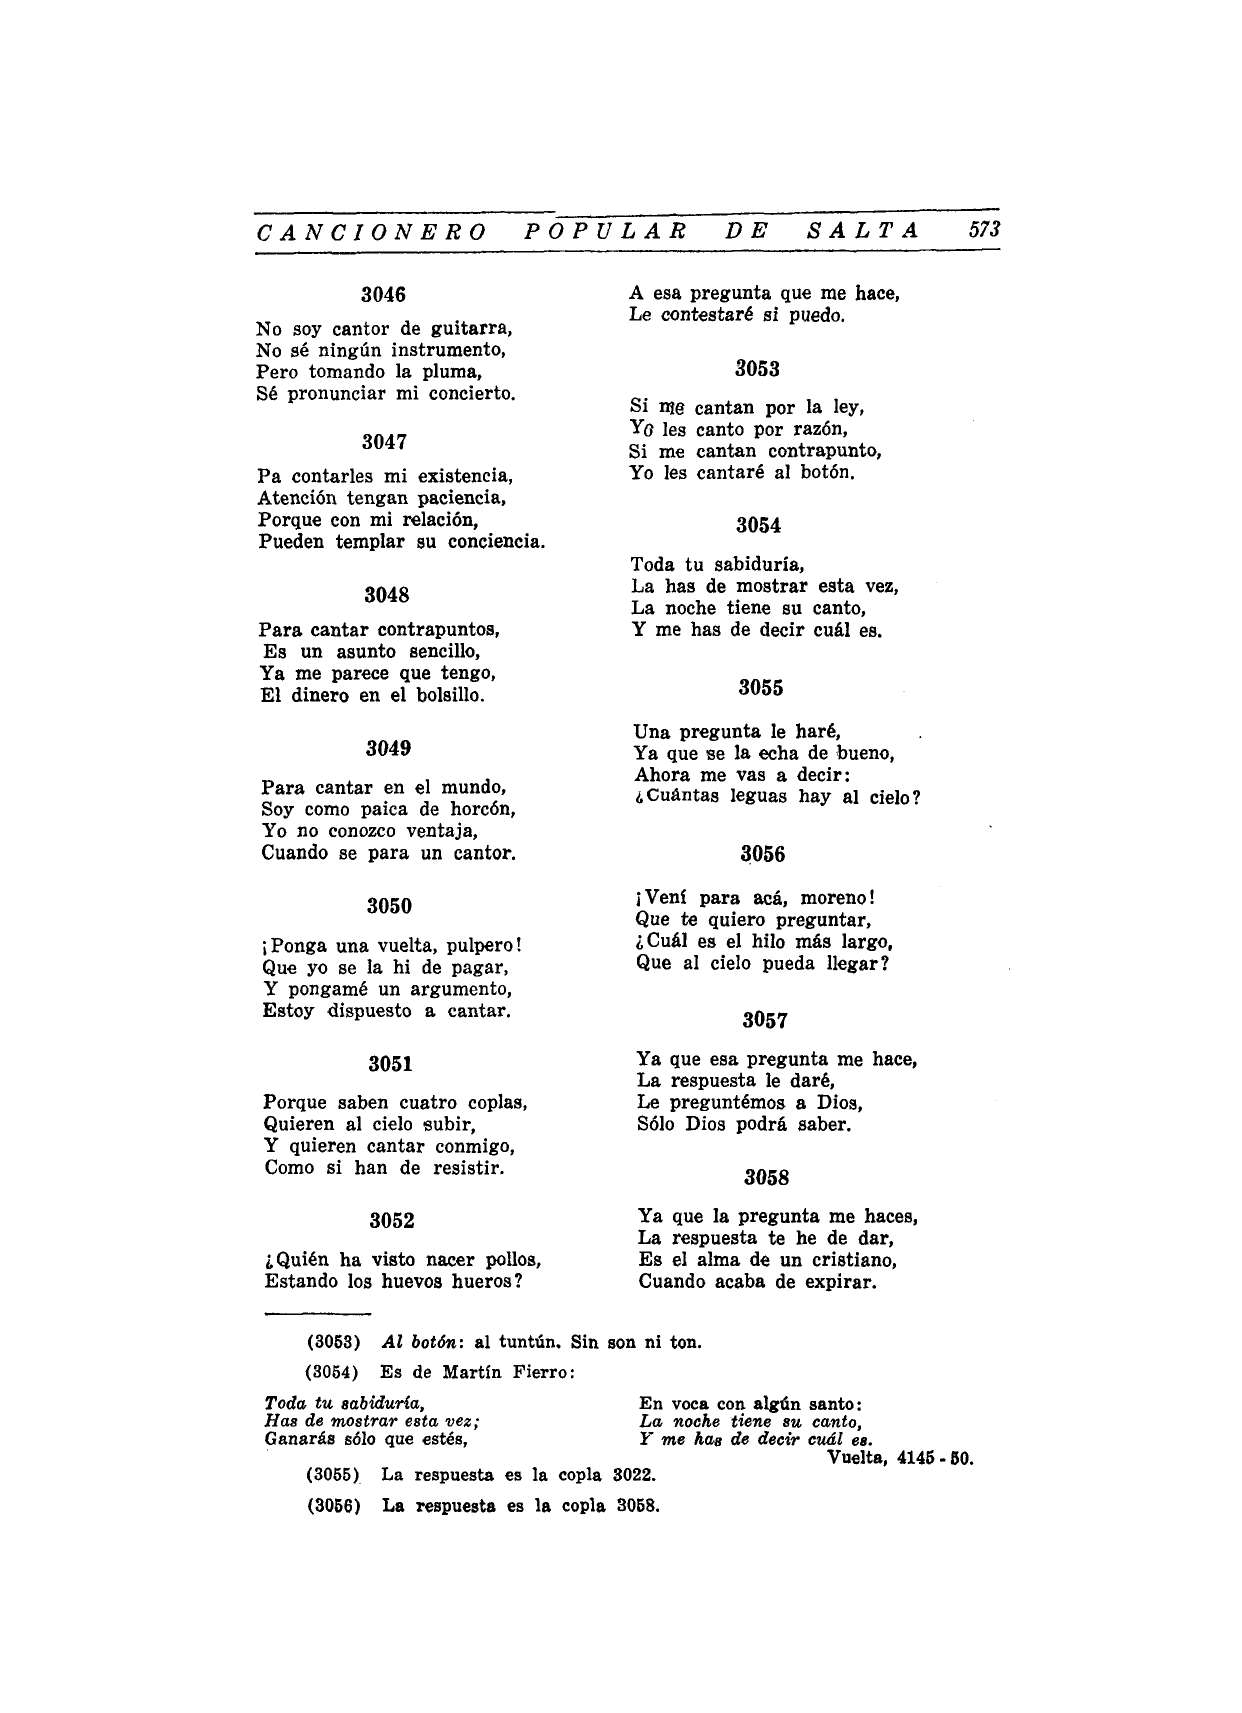 CANCIONERO POPULAR DE SALTA 573
3046
No soy cantor de guitarra,
No sé ningún instrumento,
Pero tomando la pluma,
Sé pronunciar mi concierto.
3047
Pa contarles mi existencia,
Atención tengan paciencia,
Porque con mi relación,
Pueden templar su conciencia.
3048
Para cantar contrapuntos,
Es un asunto sencillo,
Ya me parece que tengo,
El dinero en el bolsillo.
3049
Para cantar en el mundo,
Soy como paica de horcón,
Yo no conozco ventaja,
Cuando se para un cantor.
3050
¡Ponga una vuelta, pulpero!
Que yo se la hi de pagar,
Y pongamé un argumento,
Estoy dispuesto a cantar.
3051
Porque saben cuatro coplas,
Quieren al cielo subir,
Y quieren cantar conmigo,
Como si han de resistir.
3052
¿Quién ha visto nacer pollos,
Estando los huevos hueros?
A esa pregunta que me hace,
Le contestaré si puedo.
3053
Si me cantan por la ley,
Yo les canto por razón,
Si me cantan contrapunto,
Yo les cantaré al botón.
3054
Toda tu sabiduría,
La has de mostrar esta vez,
La noche tiene su canto,
Y me has de decir cuál es.
3055
Una pregunta le haré,
Ya que se la echa de bueno,
Ahora me vas a decir:
¿Cuántas leguas hay al cielo?
3056
¡Vení para acá, moreno!
Que te quiero preguntar,
¿Cuál es el hilo más largo,
Que al cielo pueda llegar?
3057
Ya que esa pregunta me hace,
La respuesta le daré,
Le preguntémos a Dios,
Sólo Dios podrá saber.
3058
Ya que la pregunta me haces,
La respuesta te he de dar,
Es el alma de un cristiano,
Cuando acaba de expirar.
(3053) Al botón: al tuntún. Sin son ni ton.
(3054) Es de Martín Fierro:
Toda tu sabiduría,
Has de mostrar esta vez;
Ganarás sólo que estés,
En voca con algún santo:
La noche tiene su canto,
Y me has de decir cuál es.
Vuelta, 4145-50.
(3055) La respuesta es la copla 3022.
(3056) La respuesta es la copla 3058.